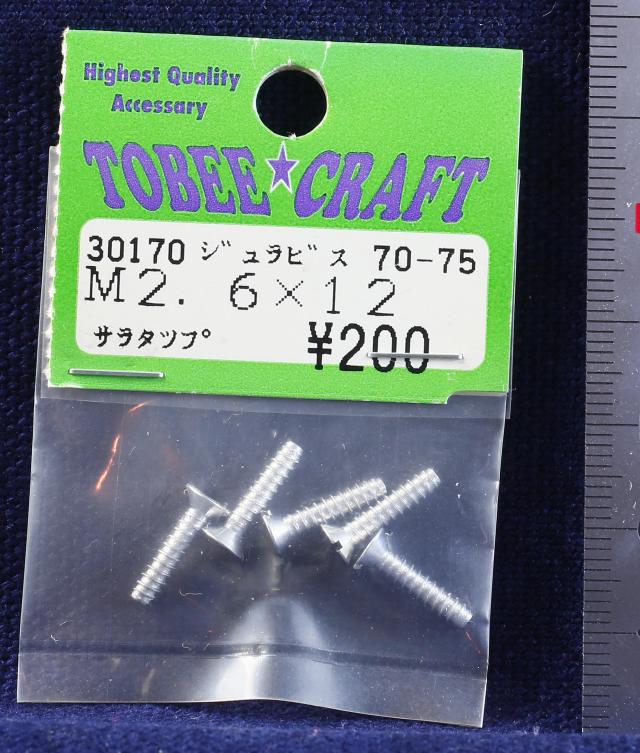 Highest Quality
Accessary
TOBEE★CRAFT
30170 ジュラビス 70-75
M2.6×12
サラタップ
¥200